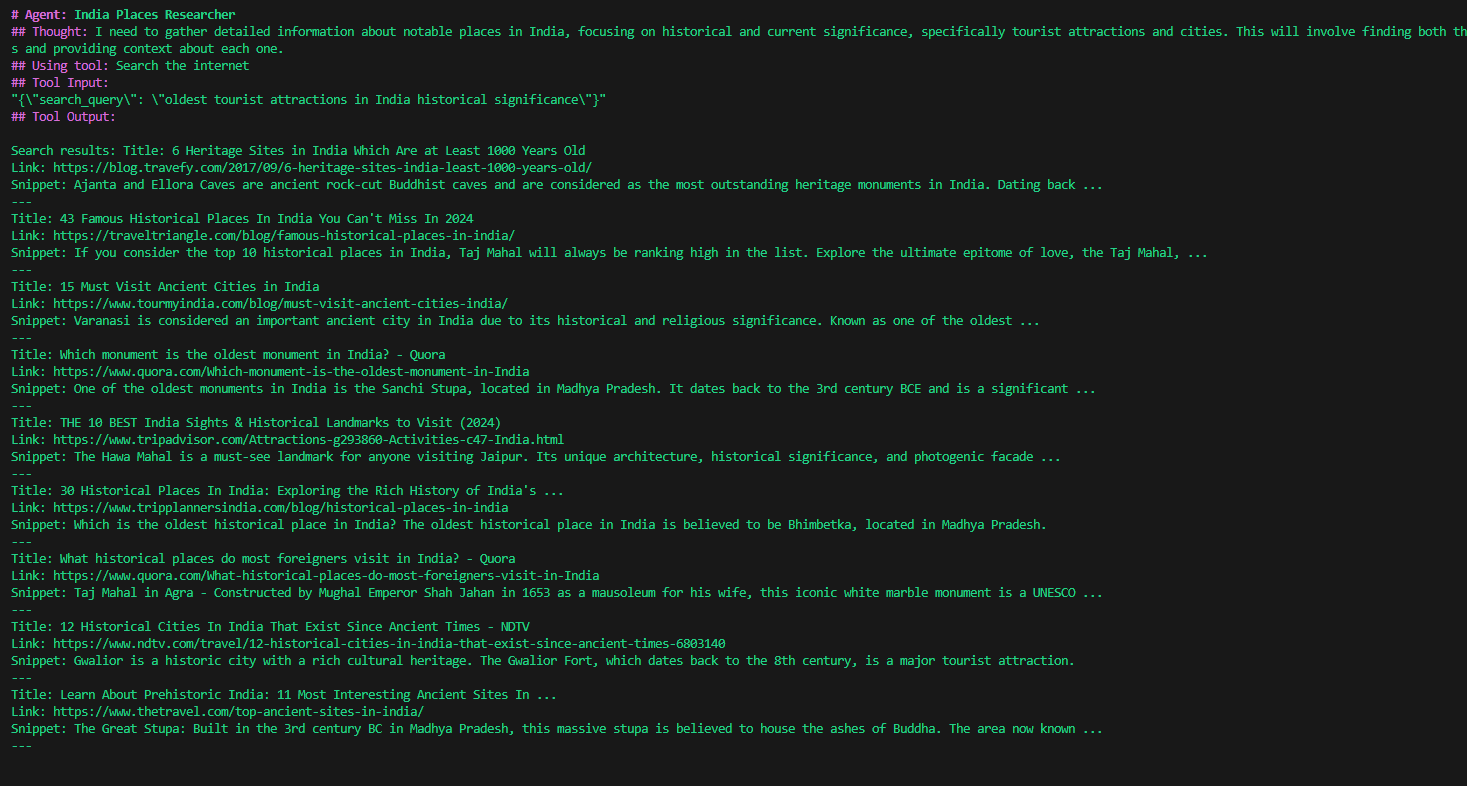 # Agent: India Places Researcher
## Thought: I need to gather detailed information about notable places in India, focusing on historical and current significance, specifically tourist attractions and cities. This will involve finding both th
s and providing context about each one.
## Using tool: Search the internet
## Tool Input:
"{\"search_query\": \"oldest tourist attractions in India historical significance\"}"
## Tool Output:
Search results: Title: 6 Heritage Sites in India Which Are at Least 1000 Years Old
Link: https://blog.travefy.com/2017/09/6-heritage-sites-india-least-1000-years-old/
Snippet: Ajanta and Ellora Caves are ancient rock-cut Buddhist caves and are considered as the most outstanding heritage monuments in India. Dating back ...
---
Title: 43 Famous Historical Places In India You Can't Miss In 2024
Link: https://traveltriangle.com/blog/famous-historical-places-in-india/
Snippet: If you consider the top 10 historical places in India, Taj Mahal will always be ranking high in the list. Explore the ultimate epitome of love, the Taj Mahal, ...
---
Title: 15 Must Visit Ancient Cities in India
Link: https://www.tourmyindia.com/blog/must-visit-ancient-cities-india/
Snippet: Varanasi is considered an important ancient city in India due to its historical and religious significance. Known as one of the oldest ...
---
Title: Which monument is the oldest monument in India? - Quora
Link: https://www.quora.com/Which-monument-is-the-oldest-monument-in-India
Snippet: One of the oldest monuments in India is the Sanchi Stupa, located in Madhya Pradesh. It dates back to the 3rd century BCE and is a significant ...
---
Title: THE 10 BEST India Sights & Historical Landmarks to Visit (2024)
Link: https://www.tripadvisor.com/Attractions-g293860-Activities-c47-India.html
Snippet: The Hawa Mahal is a must-see landmark for anyone visiting Jaipur. Its unique architecture, historical significance, and photogenic facade ...
---
Title: 30 Historical Places In India: Exploring the Rich History of India's ...
Link: https://www.tripplannersindia.com/blog/historical-places-in-india
Snippet: Which is the oldest historical place in India? The oldest historical place in India is believed to be Bhimbetka, located in Madhya Pradesh.
---
Title: What historical places do most foreigners visit in India? - Quora
Link: https://www.quora.com/What-historical-places-do-most-foreigners-visit-in-India
Snippet: Taj Mahal in Agra - Constructed by Mughal Emperor Shah Jahan in 1653 as a mausoleum for his wife, this iconic white marble monument is a UNESCO ...
---
Title: 12 Historical Cities In India That Exist Since Ancient Times - NDTV
Link: https://www.ndtv.com/travel/12-historical-cities-in-india-that-exist-since-ancient-times-6803140
Snippet: Gwalior is a historic city with a rich cultural heritage. The Gwalior Fort, which dates back to the 8th century, is a major tourist attraction.
---
Title: Learn About Prehistoric India: 11 Most Interesting Ancient Sites In ...
Link: https://www.thetravel.com/top-ancient-sites-in-india/
Snippet: The Great Stupa: Built in the 3rd century BC in Madhya Pradesh, this massive stupa is believed to house the ashes of Buddha. The area now known ...
---